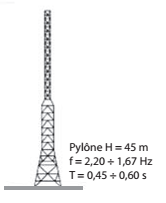 Pylône H = 45 m
f = 2,20 ÷ 1,67 Hz
T = 0,45 ÷ 0,60 s